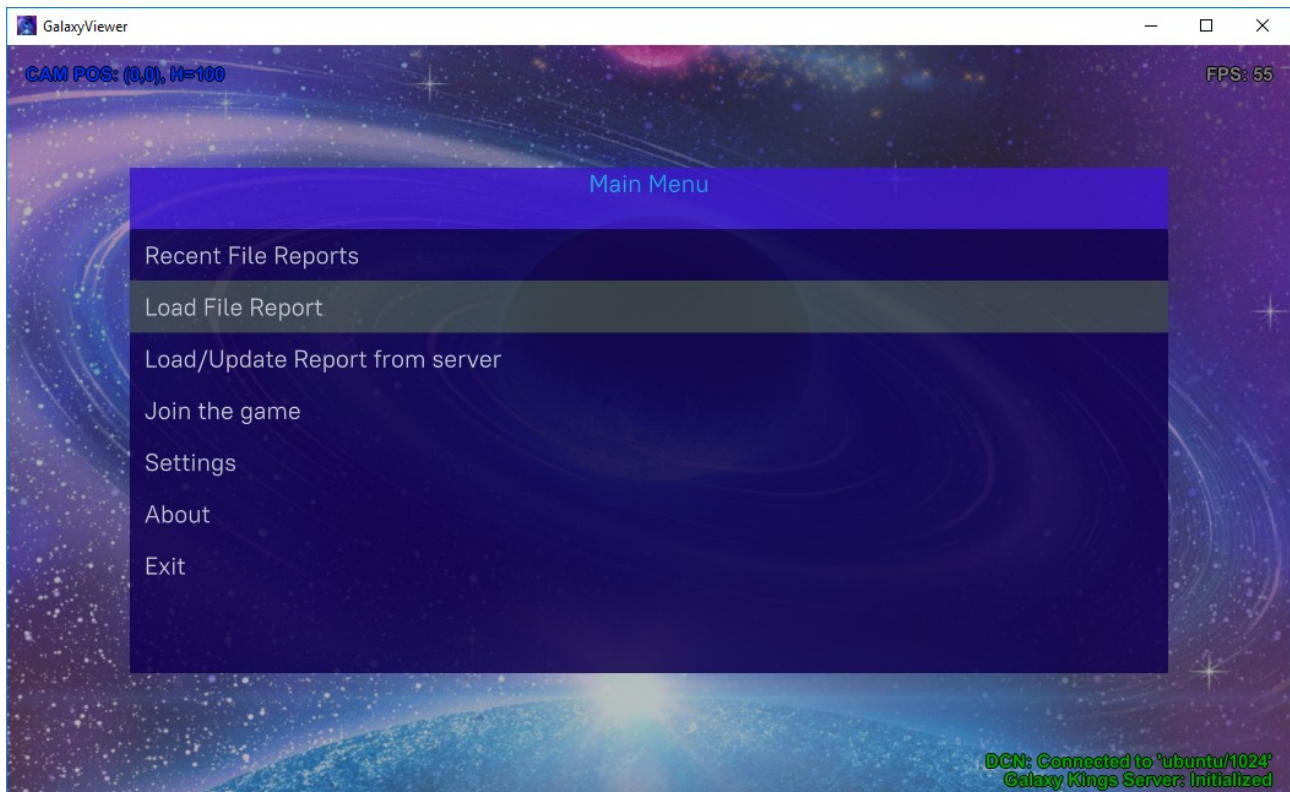 GalaxyViewer
CAM POS: (0,0), H=100
FPS: 55
Main Menu
Recent File Reports
Load File Report
Load/Update Report from server
Join the game
Settings
About
Exit
DCN: Connected to 'ubuntu/1024'
Galaxy Kings Server: Initialized